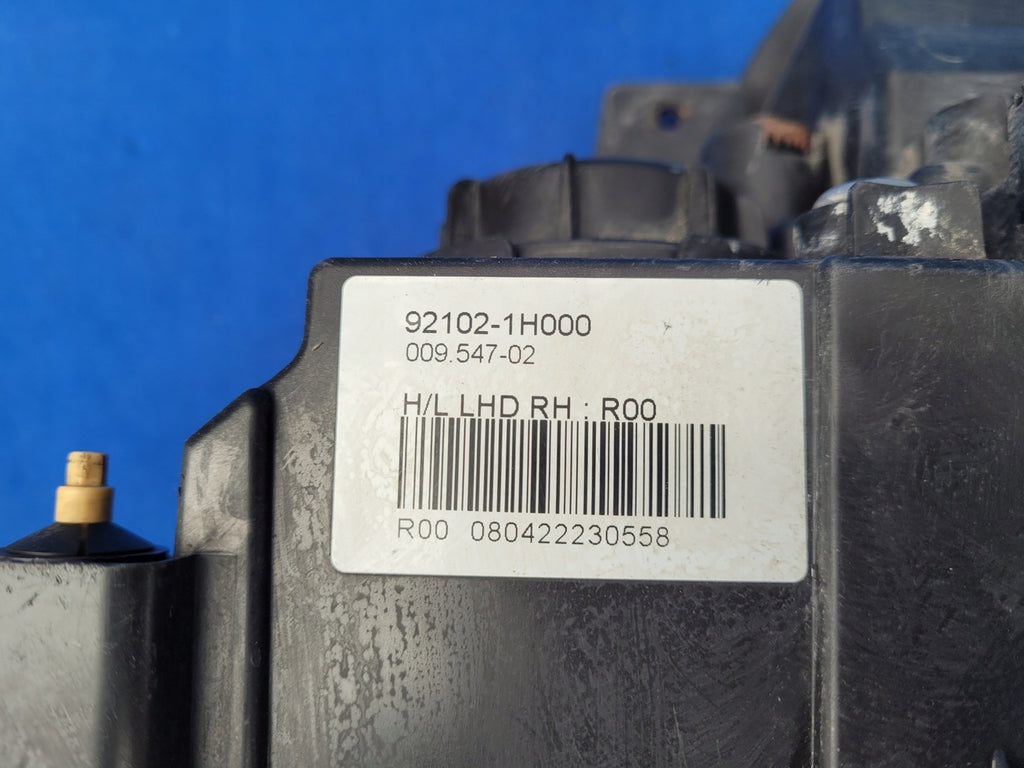 92102-1H000
009.547-02
H/L LHD RH : R00
R00 080422230558